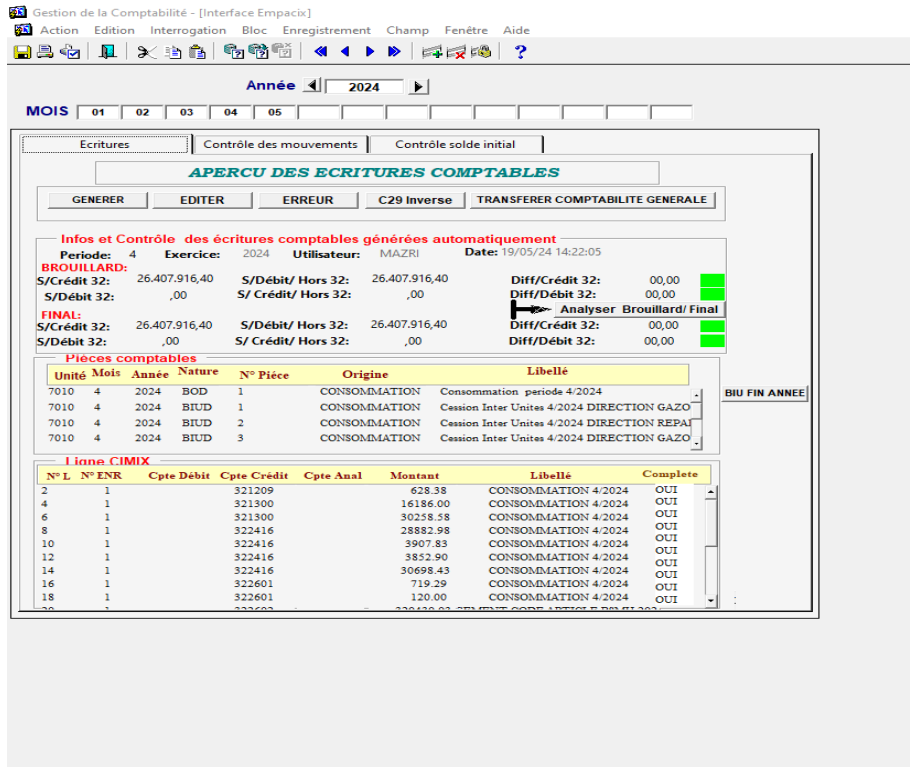 Gestion de la Comptabilité - [Interface Empacix]
Action Edition Interrogation Bloc Enregistrement Champ Fenêtre Aide
Année 2024
MOIS 01 02 03 04 05
Ecritures Contrôle des mouvements Contrôle solde initial
APERCU DES ECRITURES COMPTABLES
GENERER EDITER ERREUR C29 Inverse TRANSFERER COMPTABILITE GENERALE
Infos et Contrôle des écritures comptables générées automatiquement
Periode: 4 Exercice: 2024 Utilisateur: MAZRI Date: 19/05/24 14:22:05
BROUILLARD:
S/Crédit 32: 26.407.916,40 S/Débit/ Hors 32: 26.407.916,40 Diff/Crédit 32: 00,00
S/Débit 32: ,00 S/ Crédit/ Hors 32: ,00 Diff/Débit 32: 00,00
Analyser Brouillard/Final
FINAL:
S/Crédit 32: 26.407.916,40 S/Débit/ Hors 32: 26.407.916,40 Diff/Crédit 32: 00,00
S/Débit 32: ,00 S/ Crédit/ Hors 32: ,00 Diff/Débit 32: 00,00
Piéces comptables
Unité Mois Année Nature N° Piéce Origine Libellé
7010 4 2024 BOD 1 CONSOMMATION Consommation periode 4/2024
BIU FIN ANNEE
7010 4 2024 BIUD 1 CONSOMMATION Cession Inter Unites 4/2024 DIRECTION GAZO
7010 4 2024 BIUD 2 CONSOMMATION Cession Inter Unites 4/2024 DIRECTION REPAI
7010 4 2024 BIUD 3 CONSOMMATION Cession Inter Unites 4/2024 DIRECTION GAZO
Ligne CIMIX
N° L N° ENR Cpte Débit Cpte Crédit Cpte Anal Montant Libellé Complete
2 1 321209 628.38 CONSOMMATION 4/2024 OUI
4 1 321300 16186.00 CONSOMMATION 4/2024 OUI
6 1 321300 30258.58 CONSOMMATION 4/2024 OUI
8 1 322416 28882.98 CONSOMMATION 4/2024 OUI
10 1 322416 3907.83 CONSOMMATION 4/2024 OUI
12 1 322416 3852.90 CONSOMMATION 4/2024 OUI
14 1 322416 30698.43 CONSOMMATION 4/2024 OUI
16 1 322601 719.29 CONSOMMATION 4/2024 OUI
18 1 322601 120.00 CONSOMMATION 4/2024 OUI